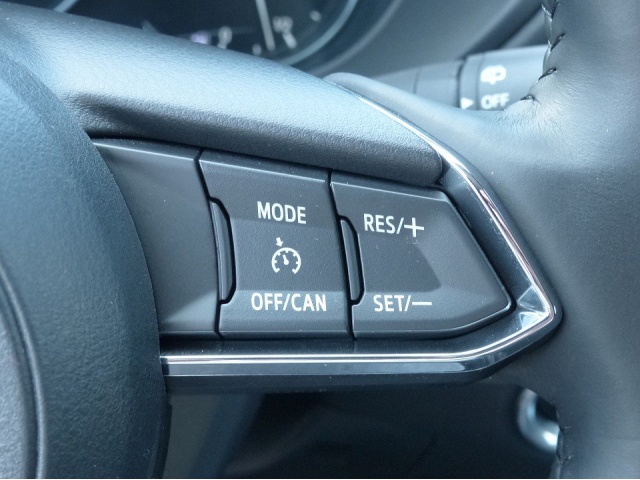 OFF
MODE
RES/+
OFF/CAN
SET/−